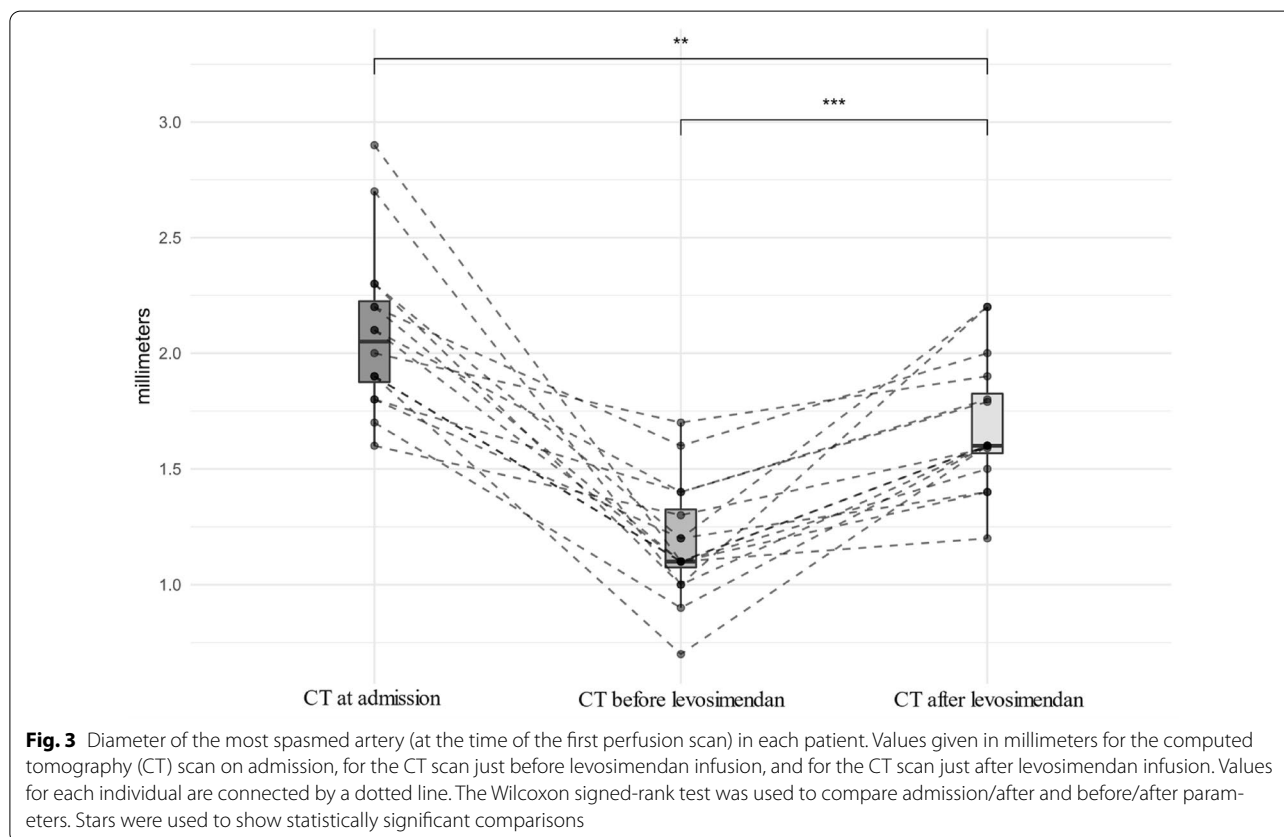 **
***
3.0
2.5
2.0
1.5
1.0
millimeters
CT at admission
CT before levosimendan
CT after levosimendan
Fig. 3 Diameter of the most spasmed artery (at the time of the first perfusion scan) in each patient. Values given in millimeters for the computed
tomography (CT) scan on admission, for the CT scan just before levosimendan infusion, and for the CT scan just after levosimendan infusion. Values
for each individual are connected by a dotted line. The Wilcoxon signed-rank test was used to compare admission/after and before/after param-
eters. Stars were used to show statistically significant comparisons